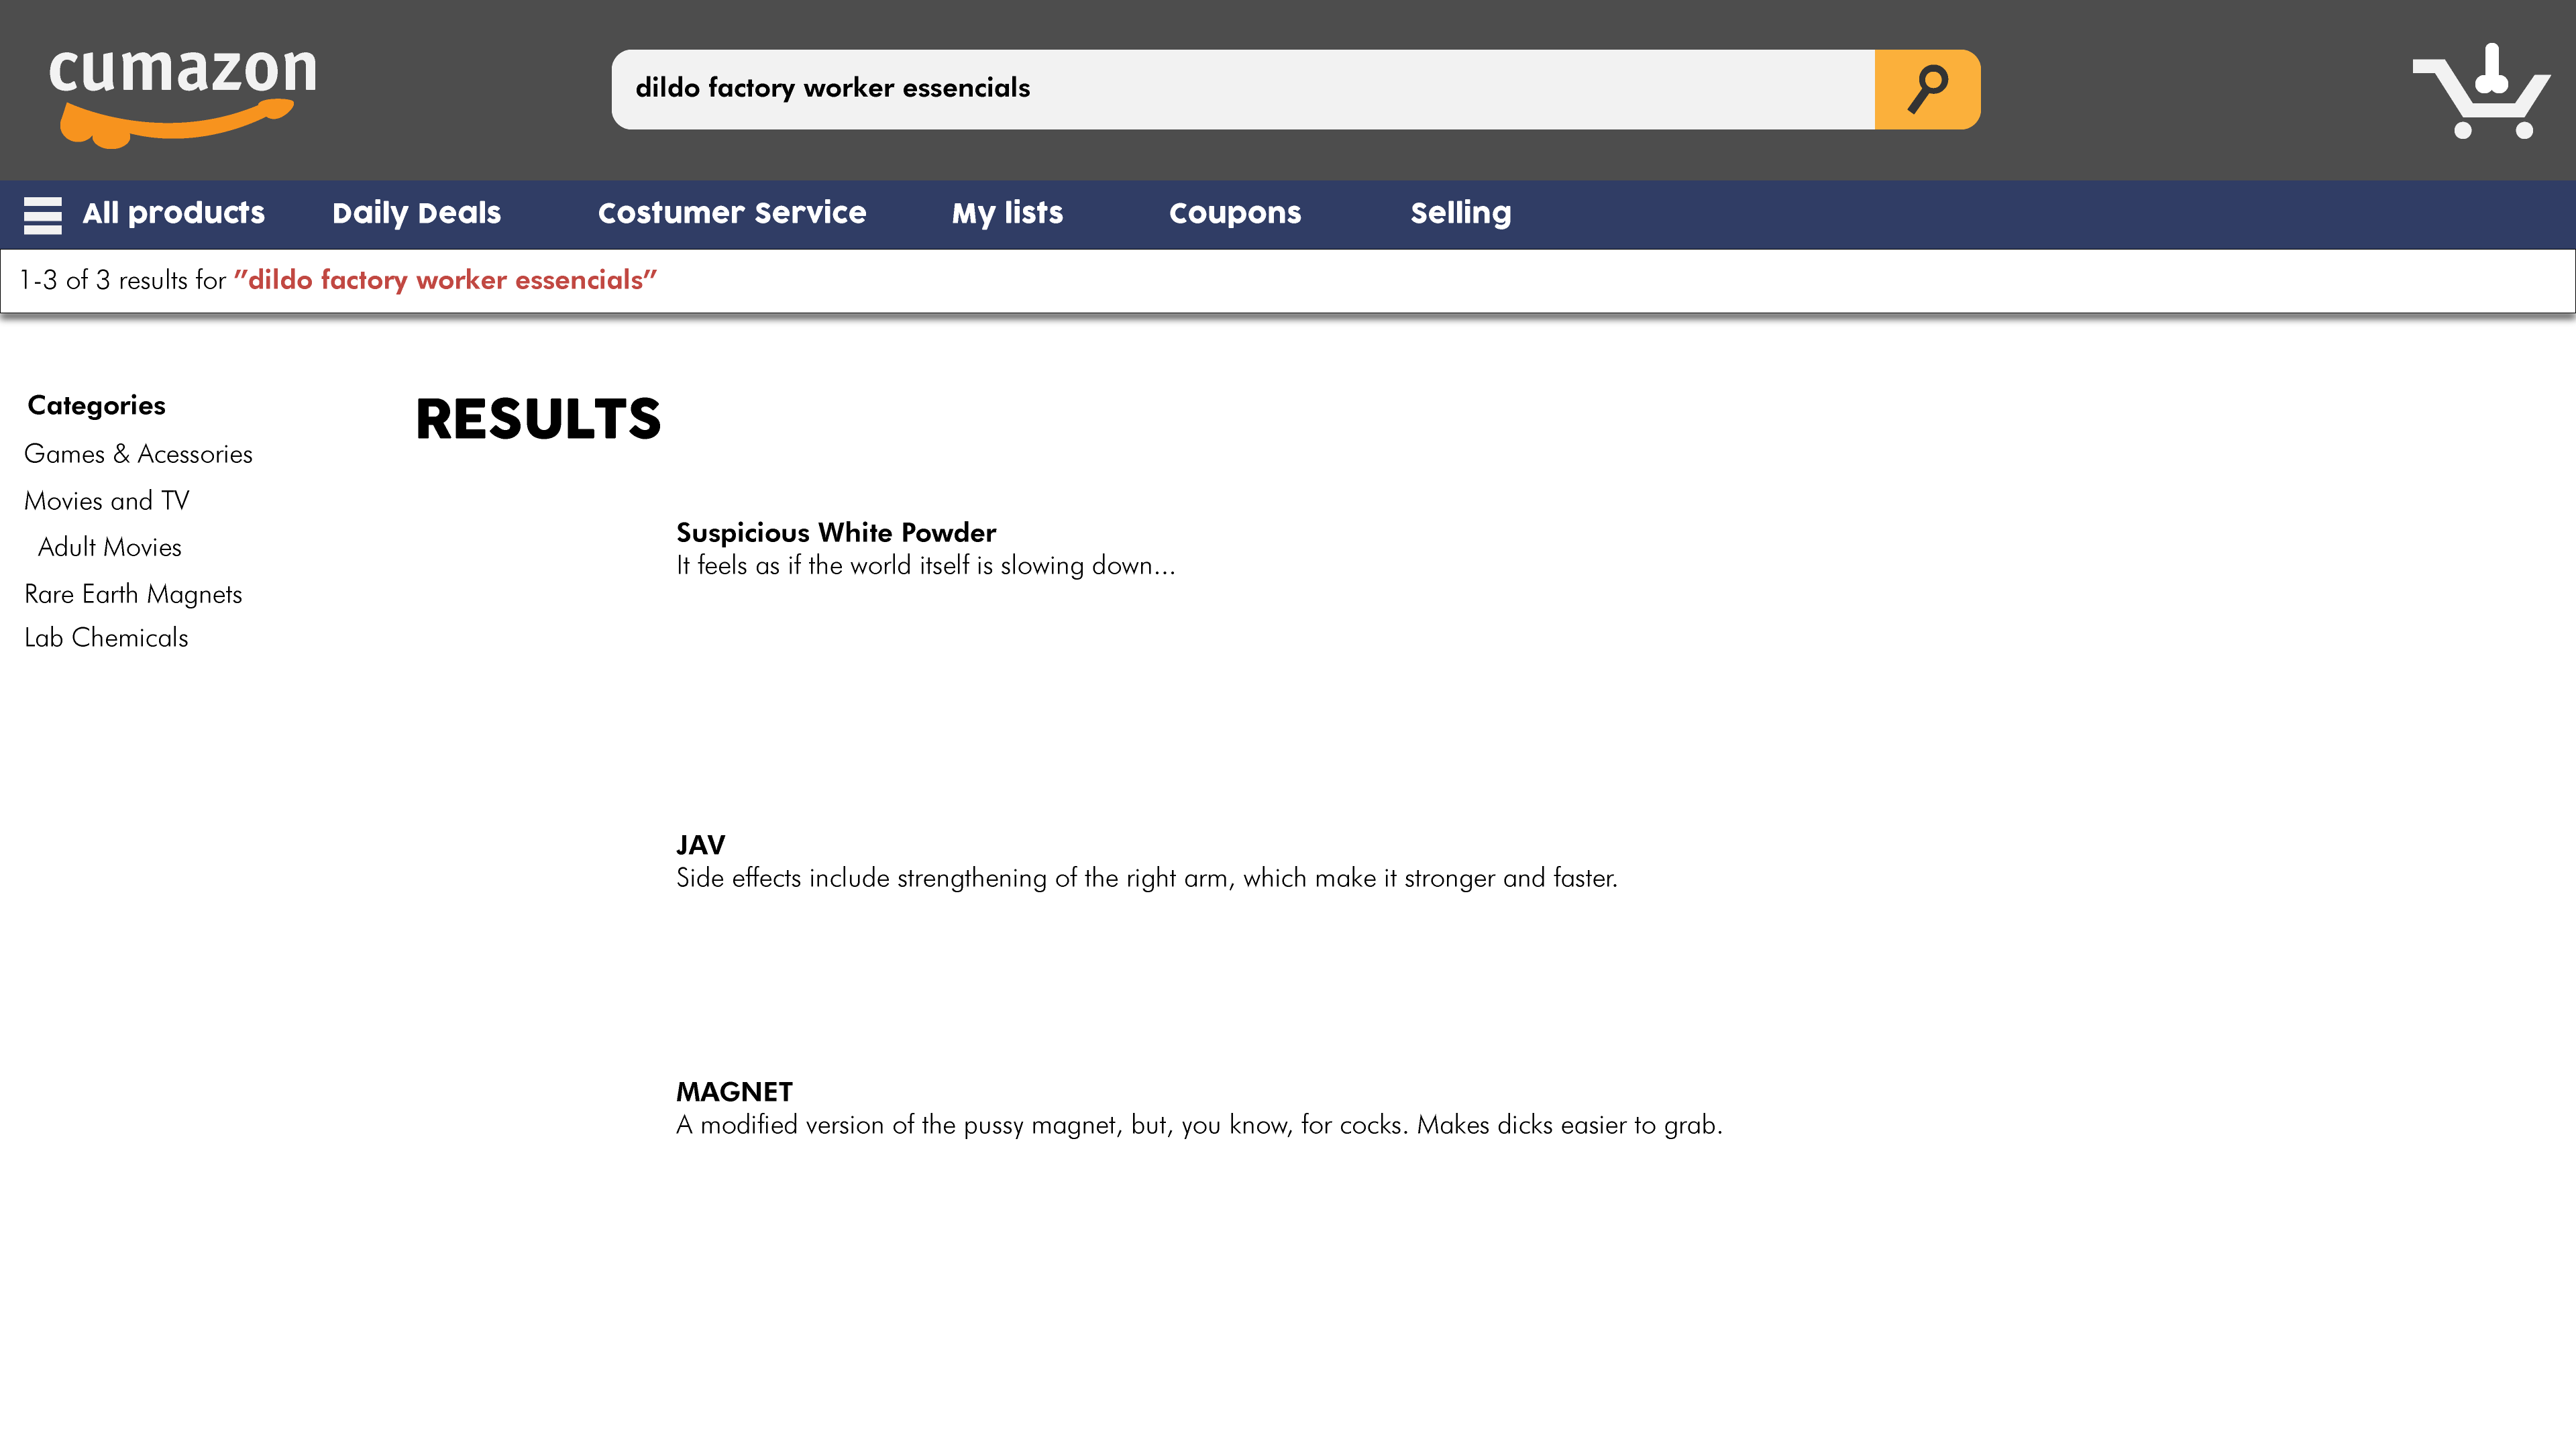 cumazon
dildo factory worker essencials
All products Daily Deals Costumer Service My lists Coupons Selling
1-3 of 3 results for "dildo factory worker essencials"
Categories
Games & Acessories
Movies and TV
Adult Movies
Rare Earth Magnets
Lab Chemicals
RESULTS
Suspicious White Powder
It feels as if the world itself is slowing down...
JAV
Side effects include strengthening of the right arm, which make it stronger and faster.
MAGNET
A modified version of the pussy magnet, but, you know, for cocks. Makes dicks easier to grab.